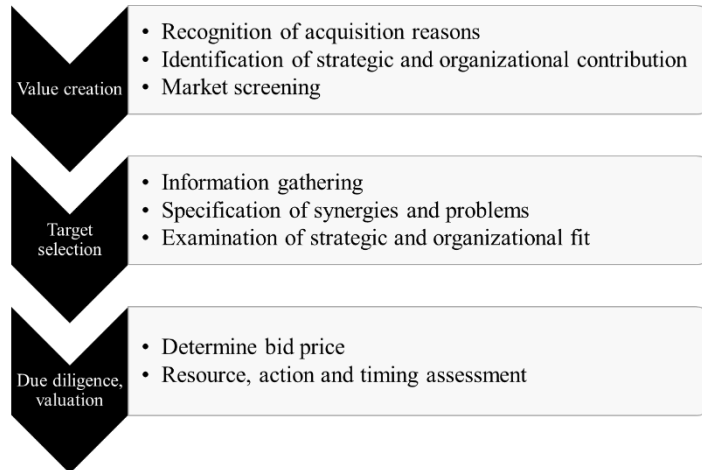 Value creation
• Recognition of acquisition reasons
• Identification of strategic and organizational contribution
• Market screening
Target
selection
• Information gathering
• Specification of synergies and problems
• Examination of strategic and organizational fit
Due diligence,
valuation
• Determine bid price
• Resource, action and timing assessment